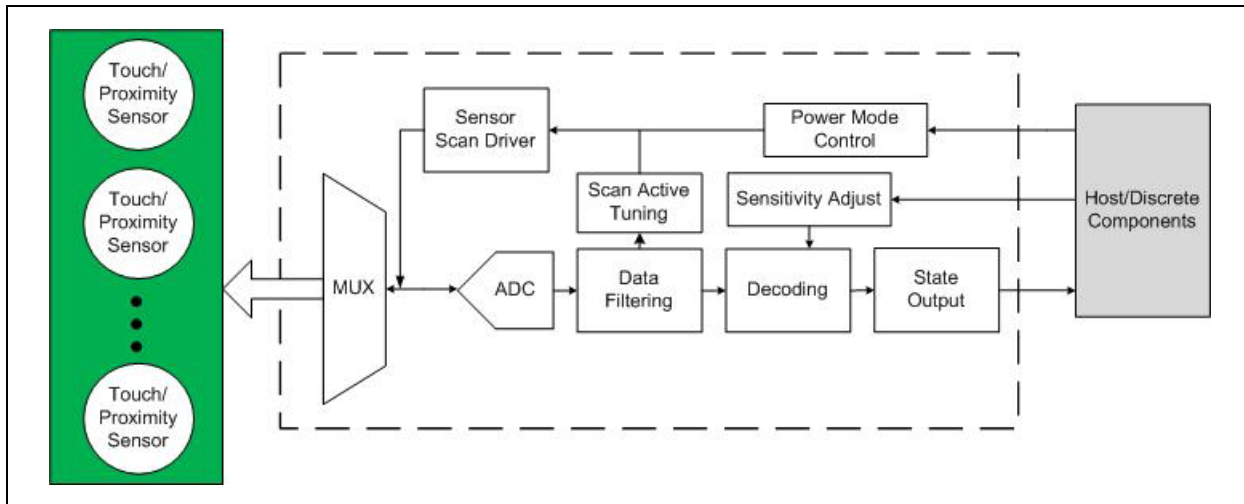 Touch/
Proximity
Sensor
Touch/
Proximity
Sensor
Touch/
Proximity
Sensor
MUX
Sensor
Scan Driver
Power Mode
Control
Scan Active
Tuning
Sensitivity Adjust
ADC
Data
Filtering
Decoding
State
Output
Host/Discrete
Components